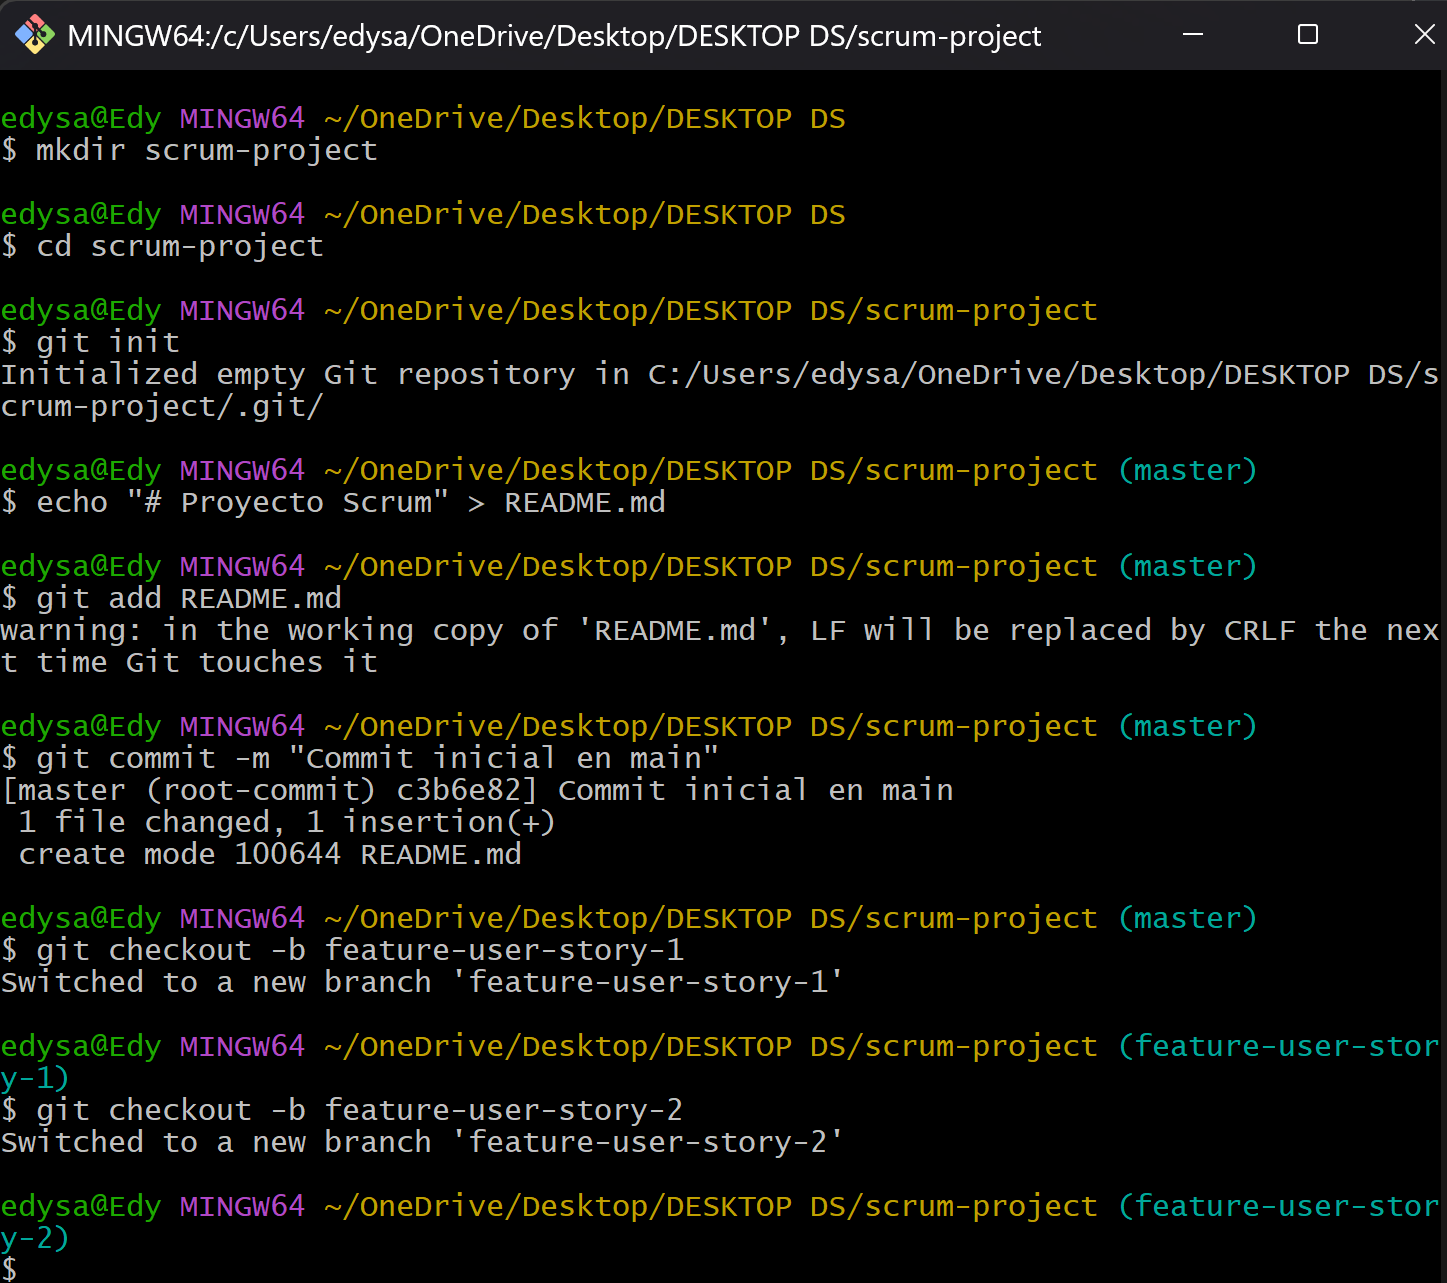 MINGW64:/c/Users/edysa/OneDrive/Desktop/DESKTOP DS/scrum-project
edysa@Edy MINGW64 ~/OneDrive/Desktop/DESKTOP DS
$ mkdir scrum-project
edysa@Edy MINGW64 ~/OneDrive/Desktop/DESKTOP DS
$ cd scrum-project
edysa@Edy MINGW64 ~/OneDrive/Desktop/DESKTOP DS/scrum-project
$ git init
Initialized empty Git repository in C:/Users/edysa/OneDrive/Desktop/DESKTOP DS/s
crum-project/.git/
edysa@Edy MINGW64 ~/OneDrive/Desktop/DESKTOP DS/scrum-project (master)
$ echo "# Proyecto Scrum" > README.md
edysa@Edy MINGW64 ~/OneDrive/Desktop/DESKTOP DS/scrum-project (master)
$ git add README.md
warning: in the working copy of 'README.md', LF will be replaced by CRLF the nex
t time Git touches it
edysa@Edy MINGW64 ~/OneDrive/Desktop/DESKTOP DS/scrum-project (master)
$ git commit -m "Commit inicial en main"
[master (root-commit) c3b6e82] Commit inicial en main
 1 file changed, 1 insertion(+)
 create mode 100644 README.md
edysa@Edy MINGW64 ~/OneDrive/Desktop/DESKTOP DS/scrum-project (master)
$ git checkout -b feature-user-story-1
Switched to a new branch 'feature-user-story-1'
edysa@Edy MINGW64 ~/OneDrive/Desktop/DESKTOP DS/scrum-project (feature-user-stor
y-1)
$ git checkout -b feature-user-story-2
Switched to a new branch 'feature-user-story-2'
edysa@Edy MINGW64 ~/OneDrive/Desktop/DESKTOP DS/scrum-project (feature-user-stor
y-2)
$